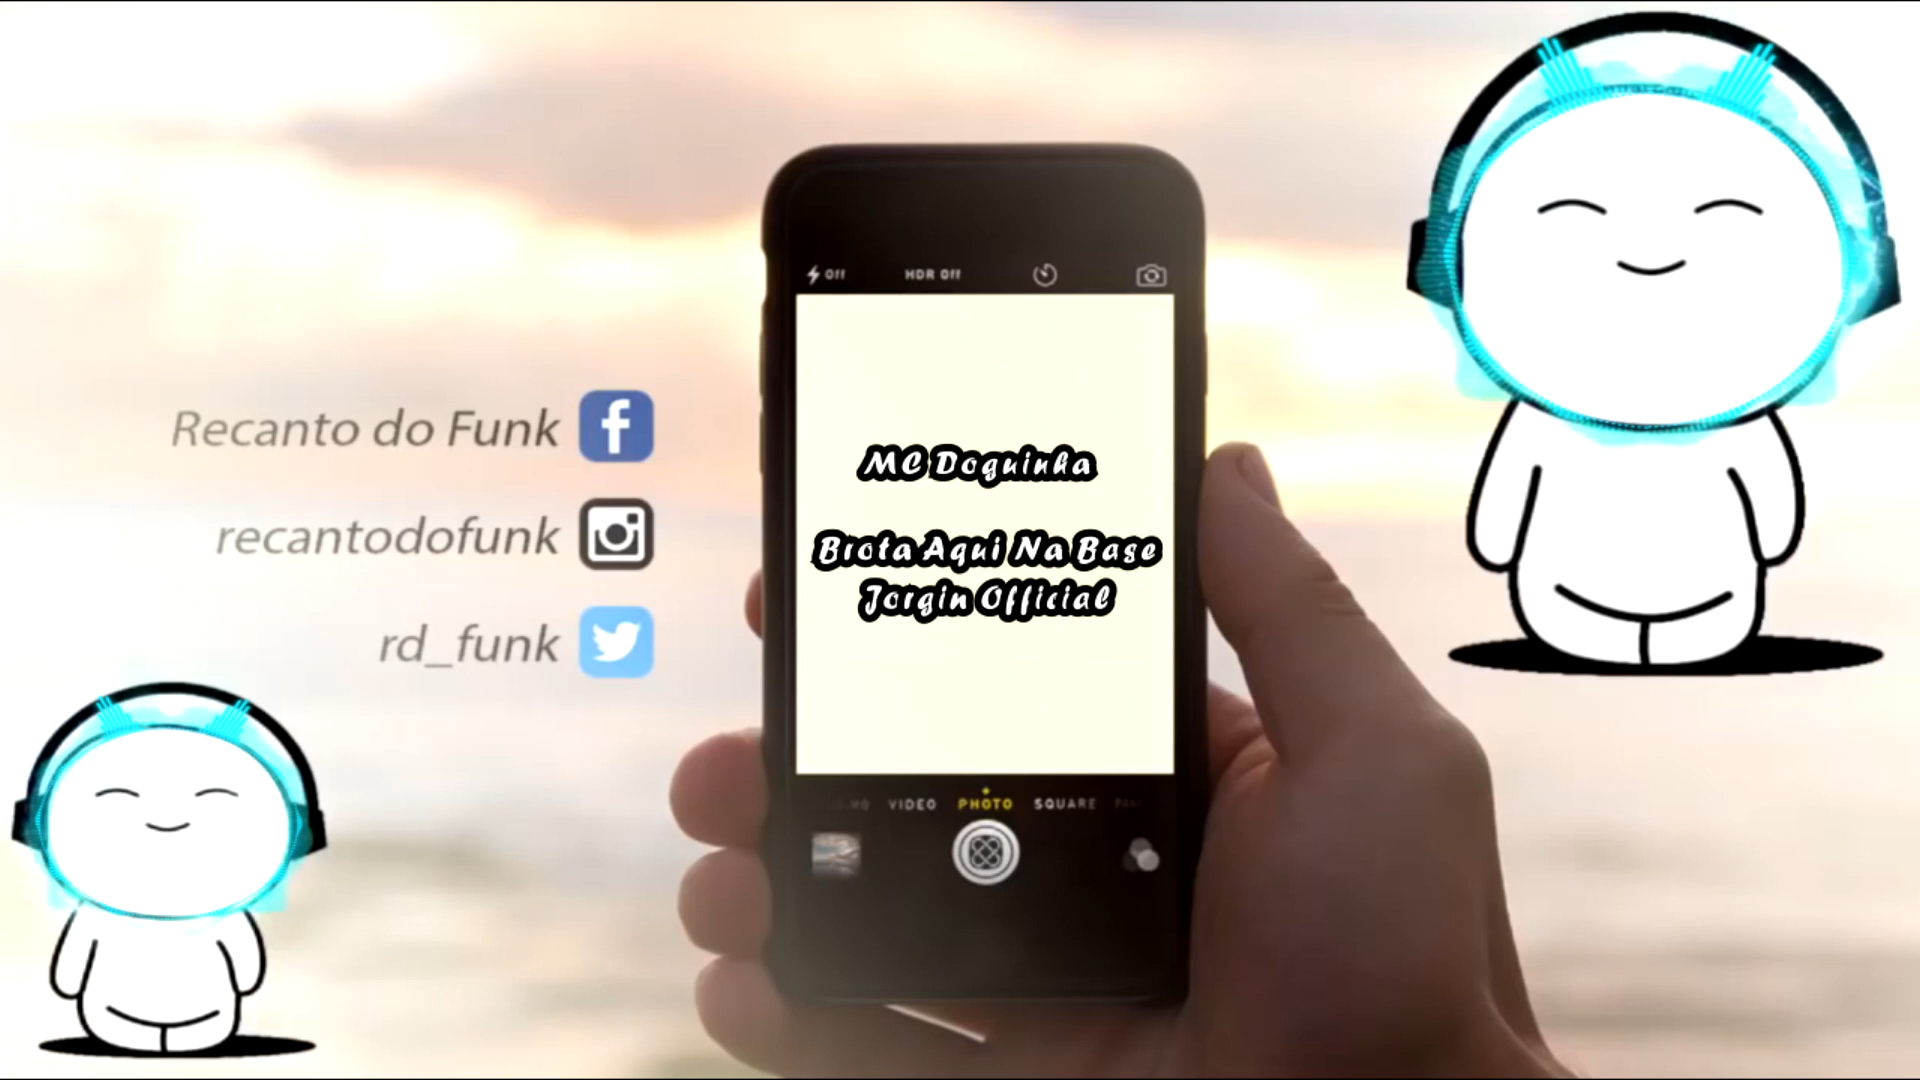 Recanto do Funk
recantodofunk
rd_funk
Off
HDR Off
MC Doguinha
Brota Aqui Na Base
Jorgin Official
VIDEO
PHOTO
SQUARE